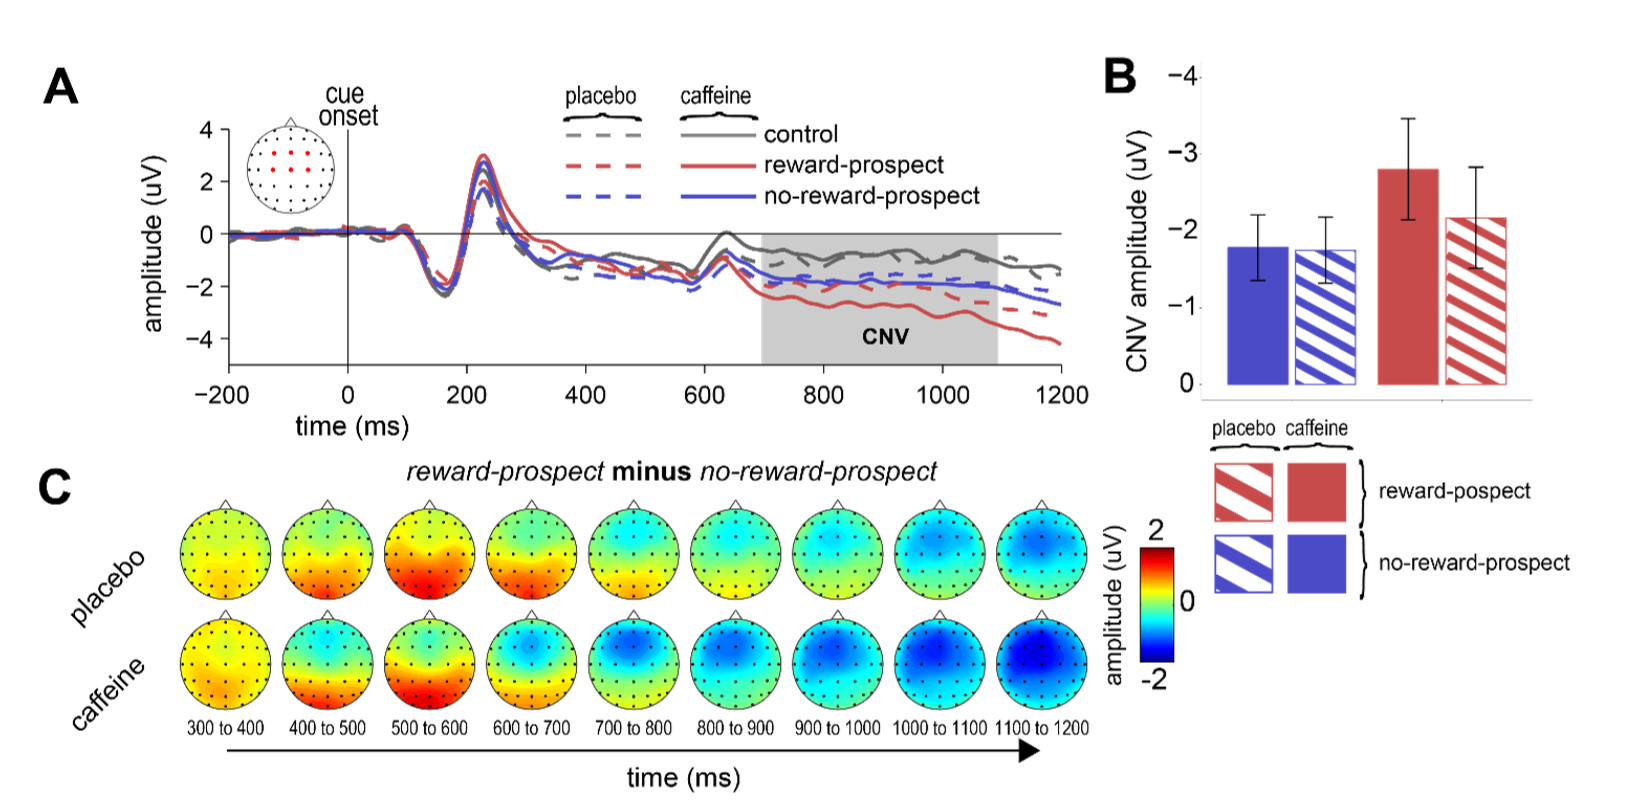 A
cue
onset
placebo
caffeine
control
reward-prospect
no-reward-prospect
amplitude (uV)
4
2
0
−2
−4
CNV
−200
0
200
400
600
800
1000
1200
time (ms)
B
CNV amplitude (uV)
−4
−3
−2
−1
0
placebo
caffeine
reward-pospect
no-reward-prospect
C
reward-prospect minus no-reward-prospect
placebo
caffeine
300 to 400
400 to 500
500 to 600
600 to 700
700 to 800
800 to 900
900 to 1000
1000 to 1100
1100 to 1200
time (ms)
amplitude (uV)
2
0
-2